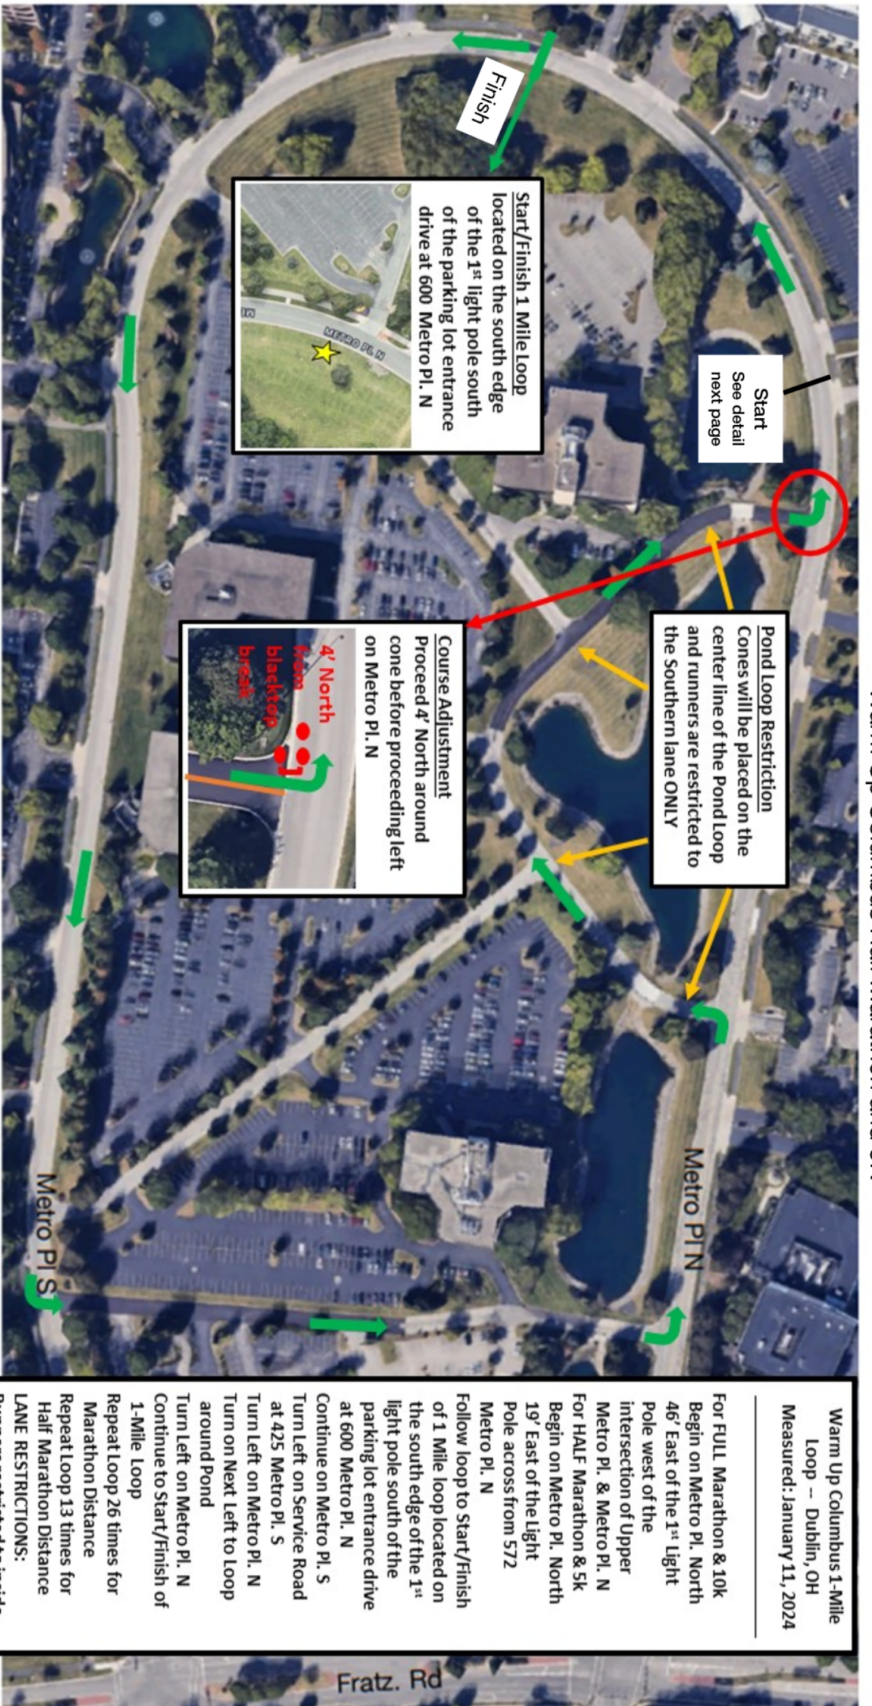 Warm Up Columbus 1-Mile
Loop -- Dublin, OH
Measured: January 11, 2024
For FULL Marathon & 10k
Begin on Metro Pl. North
46' East of the 1st Light
Pole west of the
intersection of Upper
Metro Pl. & Metro Pl. N
For HALF Marathon & 5k
Begin on Metro Pl. North
19' East of the Light
Pole across from 572
Metro Pl. N
Follow loop to Start/Finish
of 1 Mile loop located on
the south edge of the 1st
light pole south of the
parking lot entrance drive
at 600 Metro Pl. N
Continue on Metro Pl. S
Turn Left on Service Road
at 425 Metro Pl. S
Turn Left on Metro Pl. N
Turn on Next Left to Loop
around Pond
Turn Left on Metro Pl. N
Continue to Start/Finish of
1-Mile Loop
Repeat Loop 26 times for
Marathon Distance
Repeat Loop 13 times for
Half Marathon Distance
LANE RESTRICTIONS:
Start
See detail
next page
Finish
Start/Finish 1 Mile Loop
located on the south edge
of the 1st light pole south
of the parking lot entrance
drive at 600 Metro Pl. N
METRO PL N
Pond Loop Restriction
Cones will be placed on the
center line of the Pond Loop
and runners are restricted to
the Southern lane ONLY
Course Adjustment
Proceed 4' North around
cone before proceeding left
on Metro Pl. N
4' North
from
blacktop
break
Metro Pl N
Metro Pl S
Fratz. Rd